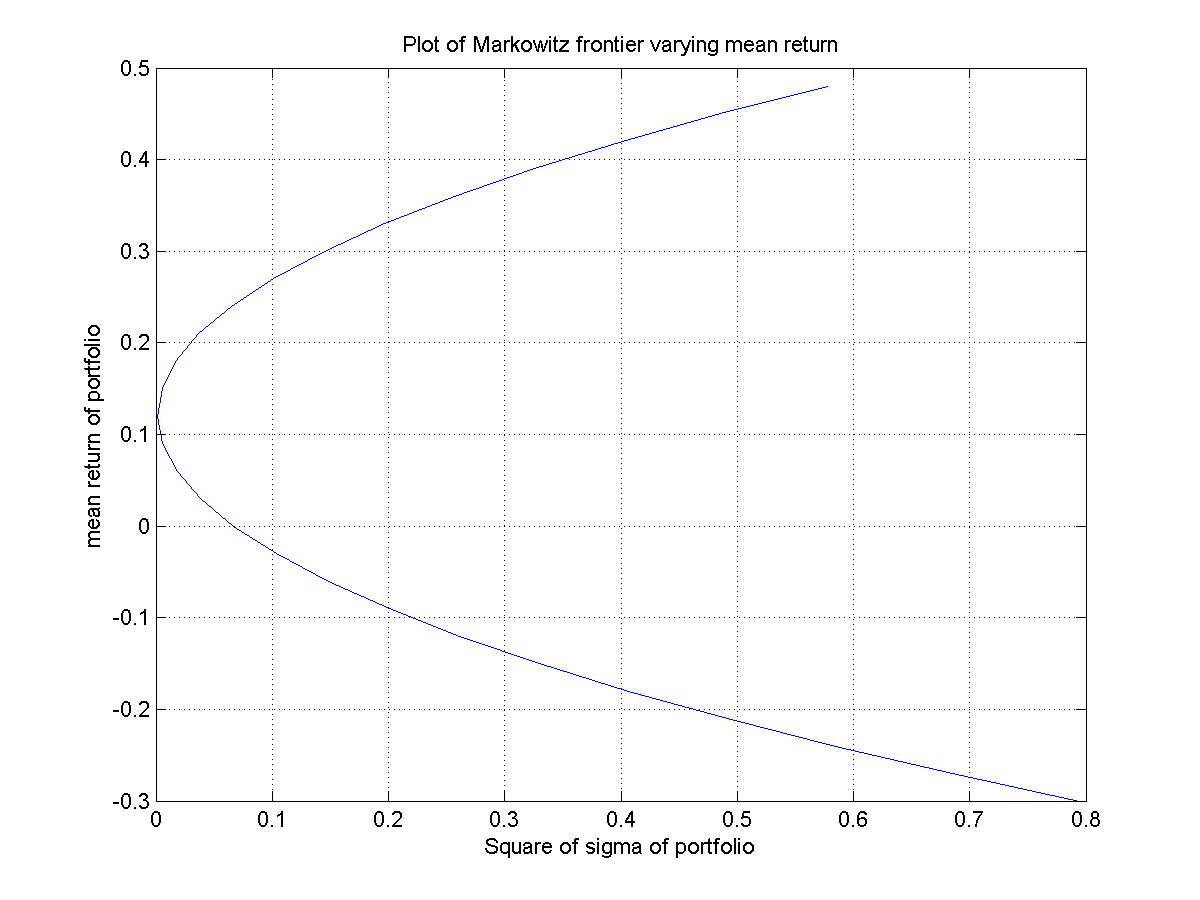 Plot of Markowitz frontier varying mean return
0.5
0.4
0.3
0.2
0.1
0
-0.1
-0.2
-0.3
mean return of portfolio
0 0.1 0.2 0.3 0.4 0.5 0.6 0.7 0.8
Square of sigma of portfolio